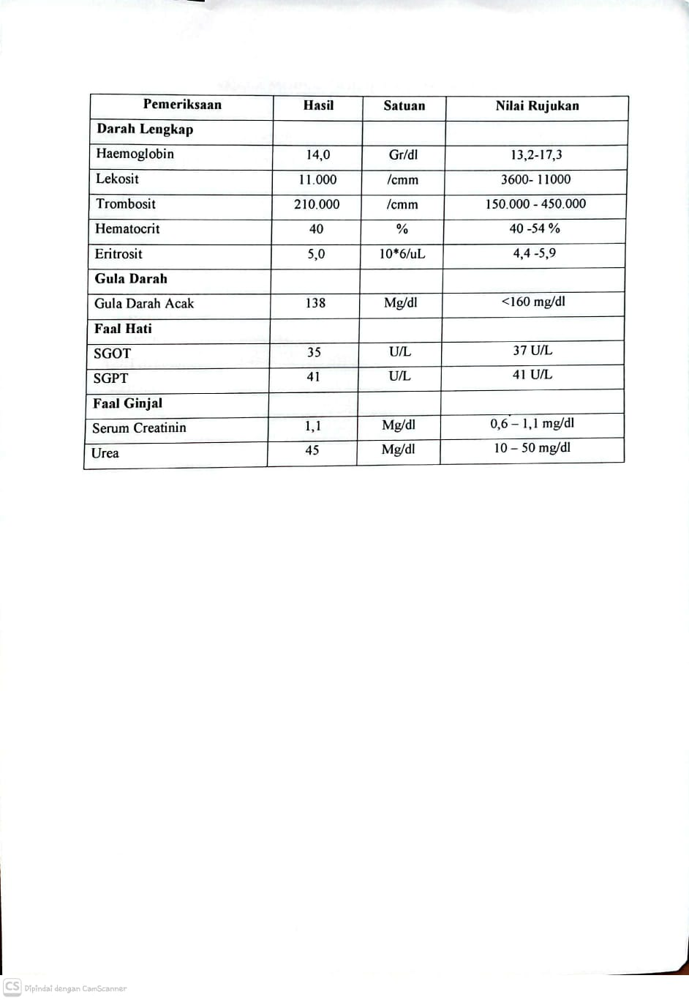 Pemeriksaan Hasil Satuan Nilai Rujukan
Darah Lengkap
Haemoglobin 14,0 Gr/dl 13,2-17,3
Lekosit 11.000 /cmm 3600- 11000
Trombosit 210.000 /cmm 150.000 - 450.000
Hematocrit 40 % 40 -54 %
Eritrosit 5,0 10*6/uL 4,4 -5,9
Gula Darah
Gula Darah Acak 138 Mg/dl <160 mg/dl
Faal Hati
SGOT 35 U/L 37 U/L
SGPT 41 U/L 41 U/L
Faal Ginjal
Serum Creatinin 1,1 Mg/dl 0,6 – 1,1 mg/dl
Urea 45 Mg/dl 10 – 50 mg/dl
CS Dipindai dengan CamScanner